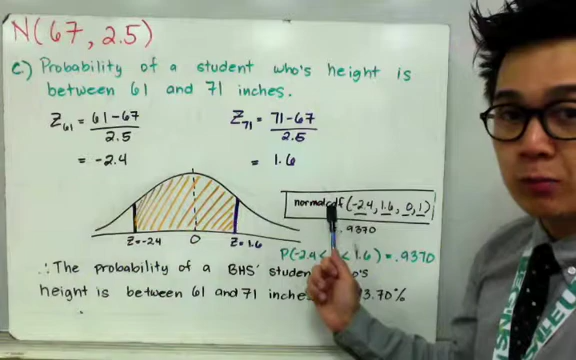 N(67, 2.5)
c) Probability of a student who's height is
between 61 and 71 inches.
Z61 = 61-67 / 2.5
= -2.4
Z71 = 71-67 / 2.5
= 1.6
normalcdf (-2.4, 1.6, 0, 1)
.9370
Z=-2.4 0 Z=1.6
P(-2.4 < < 1.6) = .9370
∴ The probability of a BHS' who's
height is between 61 and 71 3.70%